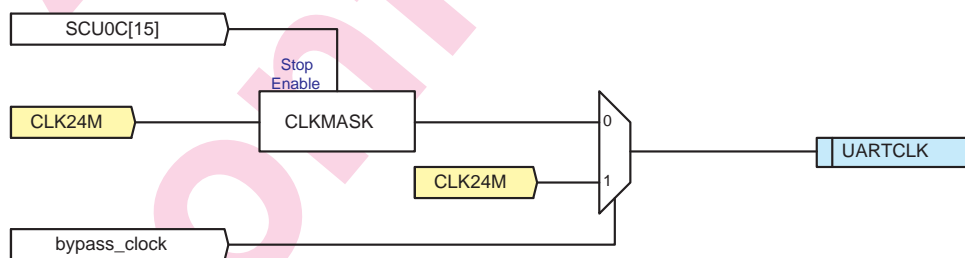 SCU0C[15]
Stop
Enable
CLK24M
CLKMASK
0
UARTCLK
CLK24M
1
bypass_clock